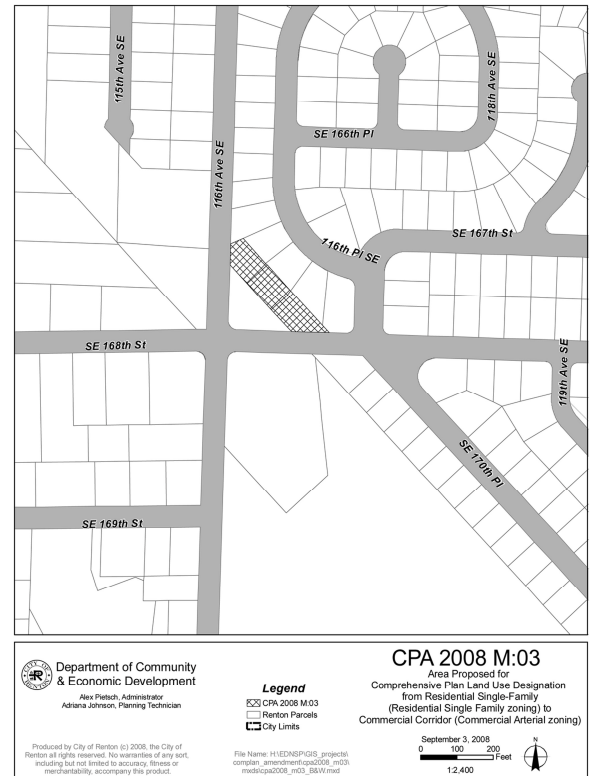 115th Ave SE
116th Ave SE
118th Ave SE
SE 166th Pl
116th Pl SE
SE 167th St
SE 168th St
119th Ave SE
SE 170th Pl
SE 169th St
CITY OF
RENTON
Department of Community
& Economic Development
Alex Pietsch, Administrator
Adriana Johnson, Planning Technician
Produced by City of Renton (c) 2008, the City of
Renton all rights reserved. No warranties of any sort,
including but not limited to accuracy, fitness or
merchantability, accompany this product.
Legend
CPA 2008 M:03
Renton Parcels
City Limits
File Name: H:\EDNSP\GIS_projects\
complan_amendment\cpa2008_m03\
mxds\cpa2008_m03_B&W.mxd
CPA 2008 M:03
Area Proposed for
Comprehensive Plan Land Use Designation
from Residential Single-Family
(Residential Single Family zoning) to
Commercial Corridor (Commercial Arterial zoning)
September 3, 2008
0 100 200
Feet
1:2,400
N